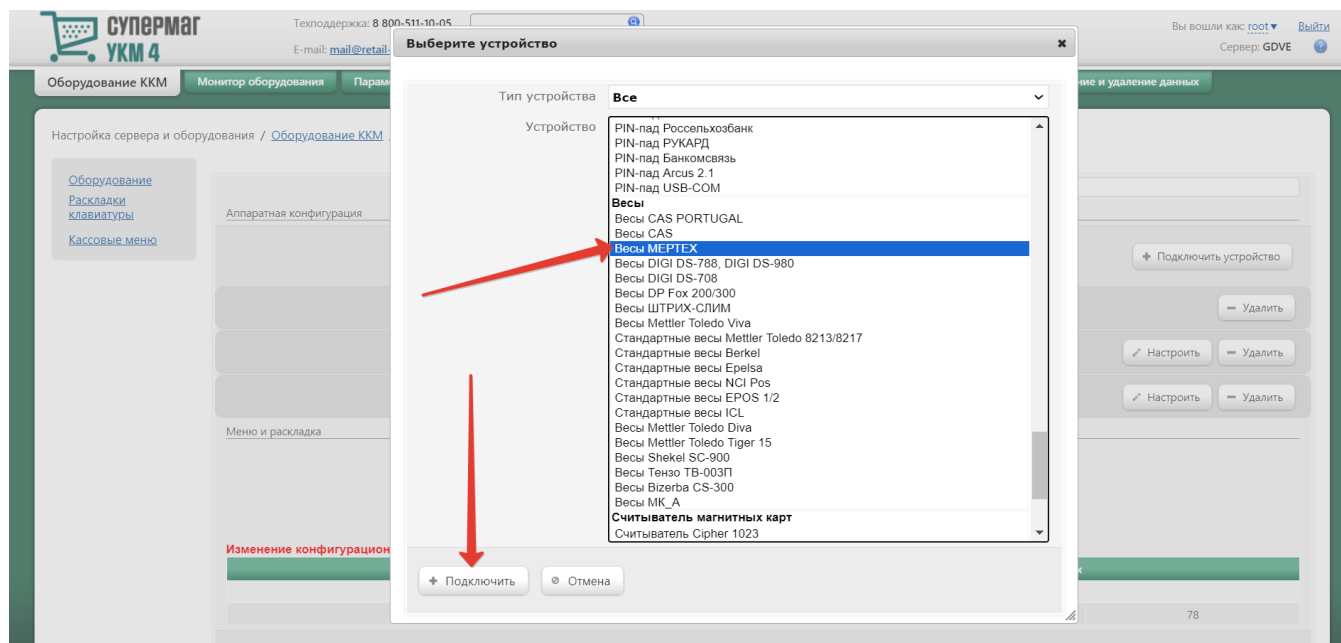 СУПЕРМАГ
УКМ 4
Техподдержка: 8 800-511-10-05
E-mail: mail@retail-
Вы вошли как: root Выйти
Сервер: GDVE
Оборудование ККМ Монитор оборудования Парам
ние и удаление данных
Настройка сервера и оборудования / Оборудование ККМ
Оборудование
Раскладки
клавиатуры
Кассовые меню
Аппаратная конфигурация
Подключить устройство
Удалить
Настроить Удалить
Настроить Удалить
Меню и раскладка
Изменение конфигурацион
78
Выберите устройство
Тип устройства Все
Устройство
PIN-пад Россельхозбанк
PIN-пад РУКАРД
PIN-пад Банкомсвязь
PIN-пад Arcus 2.1
PIN-пад USB-COM
Весы
Весы CAS PORTUGAL
Весы CAS
Весы МЕРТЕХ
Весы DIGI DS-788, DIGI DS-980
Весы DIGI DS-708
Весы DP Fox 200/300
Весы ШТРИХ-СЛИМ
Весы Mettler Toledo Viva
Стандартные весы Mettler Toledo 8213/8217
Стандартные весы Berkel
Стандартные весы Epelsa
Стандартные весы NCI Pos
Стандартные весы EPOS 1/2
Стандартные весы ICL
Весы Mettler Toledo Diva
Весы Mettler Toledo Tiger 15
Весы Shekel SC-900
Весы Тензо ТВ-003П
Весы Bizerba CS-300
Весы MK_A
Считыватель магнитных карт
Считыватель Cipher 1023
Подключить Отмена